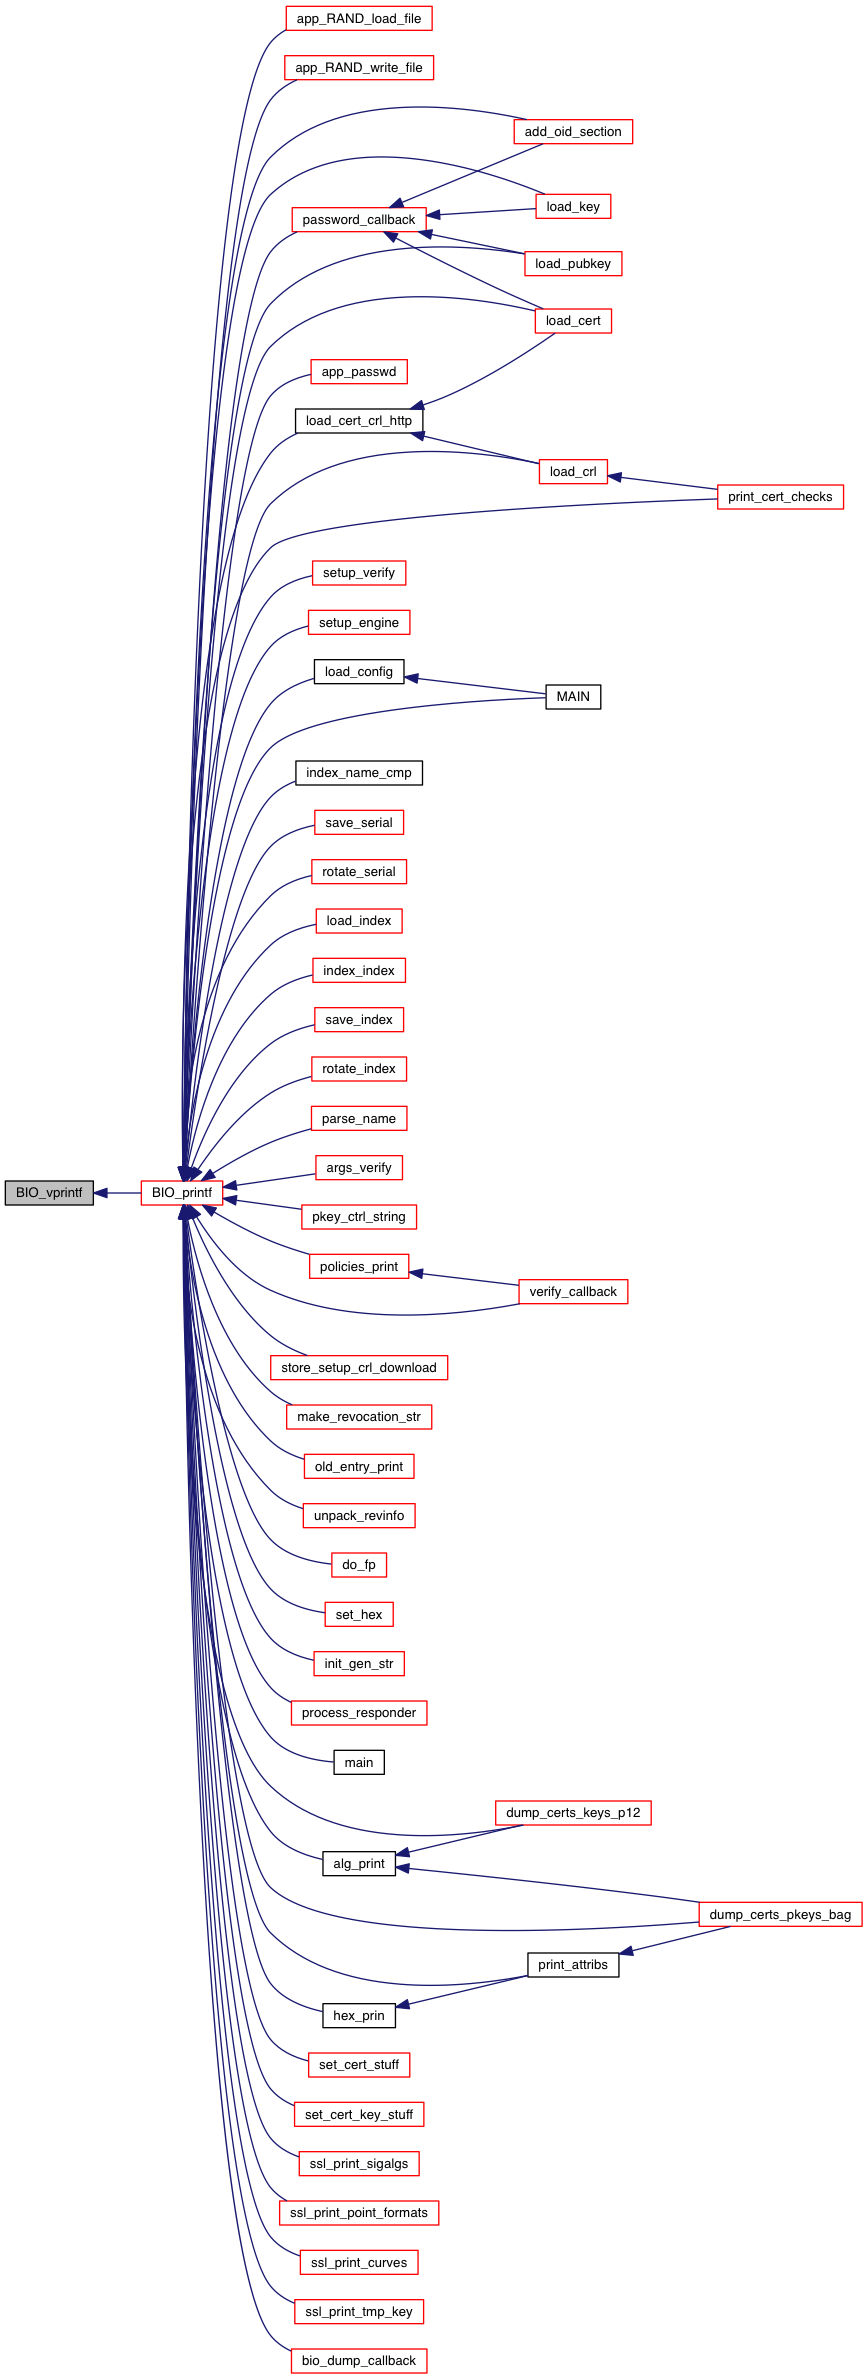 app_RAND_load_file
app_RAND_write_file
add_oid_section
load_key
password_callback
load_pubkey
load_cert
app_passwd
load_cert_crl_http
load_crl
print_cert_checks
setup_verify
setup_engine
load_config
MAIN
index_name_cmp
save_serial
rotate_serial
load_index
index_index
save_index
rotate_index
parse_name
args_verify
BIO_vprintf
BIO_printf
pkey_ctrl_string
policies_print
verify_callback
store_setup_crl_download
make_revocation_str
old_entry_print
unpack_revinfo
do_fp
set_hex
init_gen_str
process_responder
main
dump_certs_keys_p12
alg_print
dump_certs_pkeys_bag
print_attribs
hex_prin
set_cert_stuff
set_cert_key_stuff
ssl_print_sigalgs
ssl_print_point_formats
ssl_print_curves
ssl_print_tmp_key
bio_dump_callback